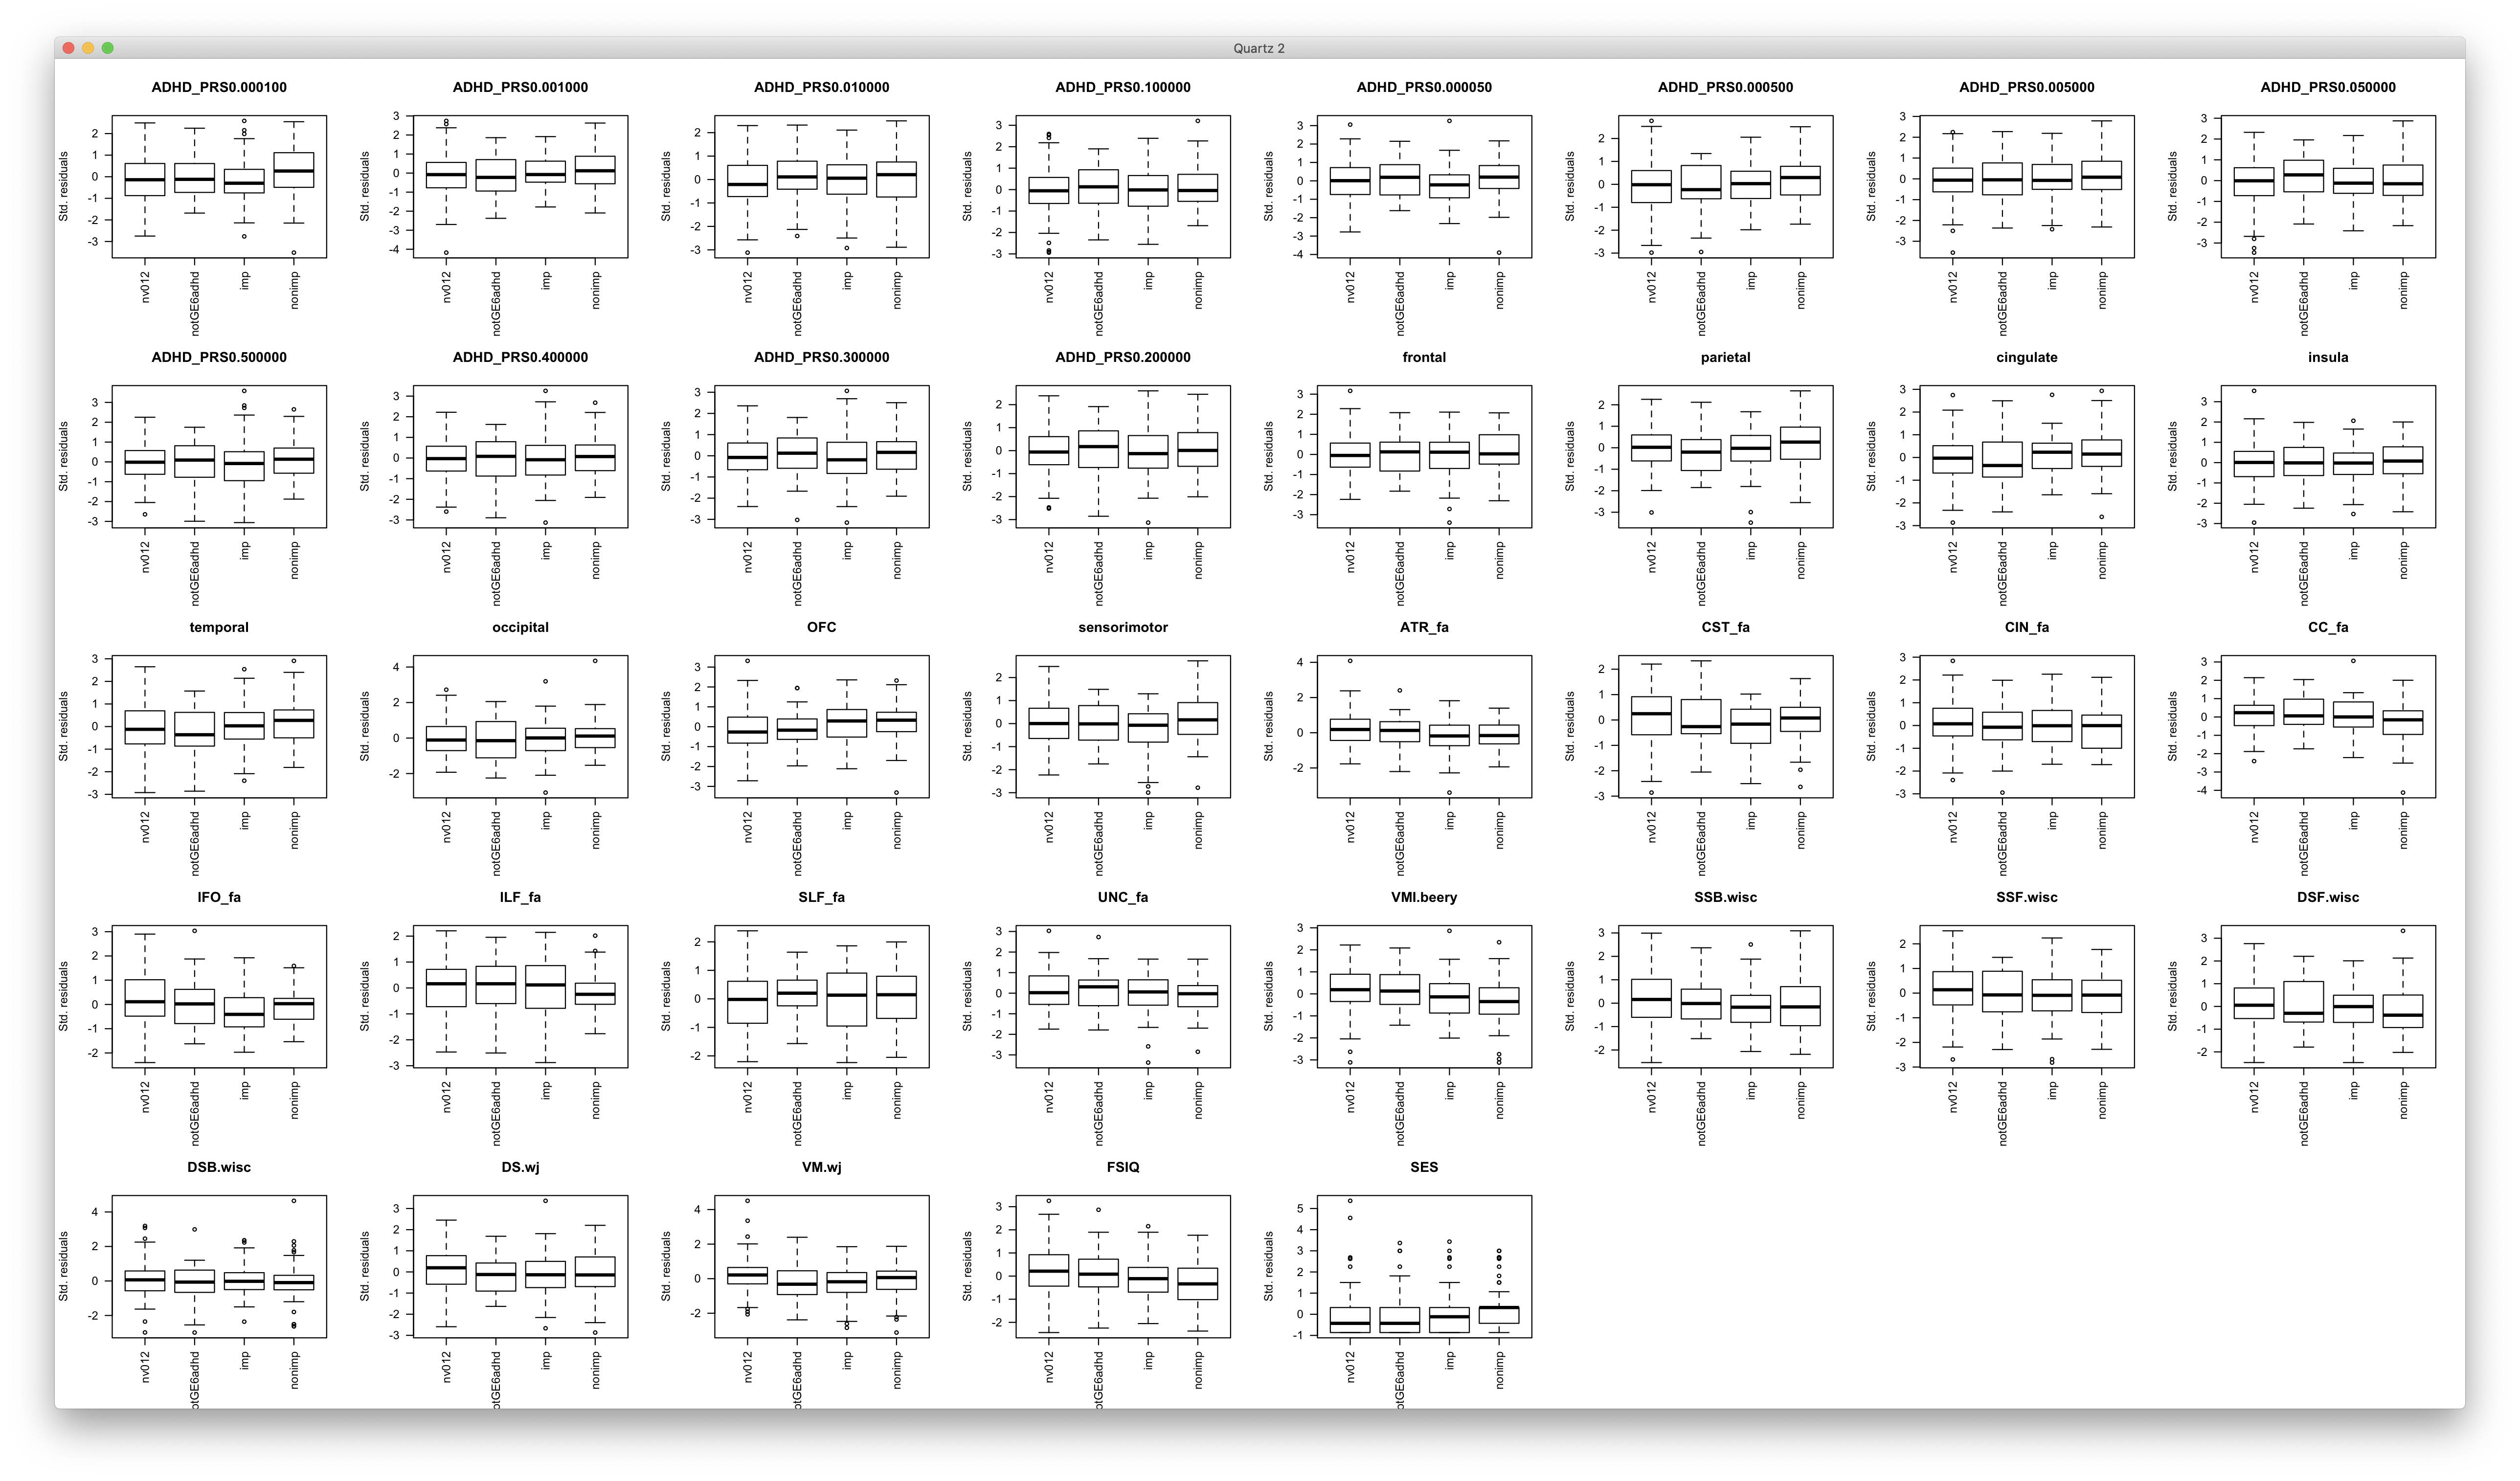 Quartz 2
ADHD_PRS0.000100
Std. residuals
2
1
0
-1
-2
-3
nv012
notGE6adhd
imp
nonimp
ADHD_PRS0.001000
Std. residuals
3
2
1
0
-1
-2
-3
-4
nv012
notGE6adhd
imp
nonimp
ADHD_PRS0.010000
Std. residuals
2
1
0
-1
-2
-3
nv012
notGE6adhd
imp
nonimp
ADHD_PRS0.100000
Std. residuals
3
2
1
0
-1
-2
-3
nv012
notGE6adhd
imp
nonimp
ADHD_PRS0.000050
Std. residuals
3
2
1
0
-1
-2
-3
-4
nv012
notGE6adhd
imp
nonimp
ADHD_PRS0.000500
Std. residuals
2
1
0
-1
-2
-3
nv012
notGE6adhd
imp
nonimp
ADHD_PRS0.005000
Std. residuals
3
2
1
0
-1
-2
-3
nv012
notGE6adhd
imp
nonimp
ADHD_PRS0.050000
Std. residuals
3
2
1
0
-1
-2
-3
nv012
notGE6adhd
imp
nonimp
ADHD_PRS0.500000
Std. residuals
3
2
1
0
-1
-2
-3
nv012
notGE6adhd
imp
nonimp
ADHD_PRS0.400000
Std. residuals
3
2
1
0
-1
-2
-3
nv012
notGE6adhd
imp
nonimp
ADHD_PRS0.300000
Std. residuals
3
2
1
0
-1
-2
-3
nv012
notGE6adhd
imp
nonimp
ADHD_PRS0.200000
Std. residuals
2
1
0
-1
-2
-3
nv012
notGE6adhd
imp
nonimp
frontal
Std. residuals
3
2
1
0
-1
-2
-3
nv012
notGE6adhd
imp
nonimp
parietal
Std. residuals
2
1
0
-1
-2
-3
nv012
notGE6adhd
imp
nonimp
cingulate
Std. residuals
3
2
1
0
-1
-2
-3
nv012
notGE6adhd
imp
nonimp
insula
Std. residuals
3
2
1
0
-1
-2
-3
nv012
notGE6adhd
imp
nonimp
temporal
Std. residuals
3
2
1
0
-1
-2
-3
nv012
notGE6adhd
imp
nonimp
occipital
Std. residuals
4
2
0
-2
nv012
notGE6adhd
imp
nonimp
OFC
Std. residuals
3
2
1
0
-1
-2
-3
nv012
notGE6adhd
imp
nonimp
sensorimotor
Std. residuals
2
1
0
-1
-2
-3
nv012
notGE6adhd
imp
nonimp
ATR_fa
Std. residuals
4
2
0
-2
nv012
notGE6adhd
imp
nonimp
CST_fa
Std. residuals
2
1
0
-1
-2
-3
nv012
notGE6adhd
imp
nonimp
CIN_fa
Std. residuals
3
2
1
0
-1
-2
-3
nv012
notGE6adhd
imp
nonimp
CC_fa
Std. residuals
3
2
1
0
-1
-2
-3
-4
nv012
notGE6adhd
imp
nonimp
IFO_fa
Std. residuals
3
2
1
0
-1
-2
nv012
notGE6adhd
imp
nonimp
ILF_fa
Std. residuals
2
1
0
-1
-2
-3
nv012
notGE6adhd
imp
nonimp
SLF_fa
Std. residuals
2
1
0
-1
-2
nv012
notGE6adhd
imp
nonimp
UNC_fa
Std. residuals
3
2
1
0
-1
-2
-3
nv012
notGE6adhd
imp
nonimp
VMI.beery
Std. residuals
3
2
1
0
-1
-2
-3
nv012
notGE6adhd
imp
nonimp
SSB.wisc
Std. residuals
3
2
1
0
-1
-2
nv012
notGE6adhd
imp
nonimp
SSF.wisc
Std. residuals
2
1
0
-1
-2
-3
nv012
notGE6adhd
imp
nonimp
DSF.wisc
Std. residuals
3
2
1
0
-1
-2
nv012
notGE6adhd
imp
nonimp
DSB.wisc
Std. residuals
4
2
0
-2
nv012
otGE6adhd
imp
nonimp
DS.wj
Std. residuals
3
2
1
0
-1
-2
-3
nv012
otGE6adhd
imp
nonimp
VM.wj
Std. residuals
4
2
0
-2
nv012
otGE6adhd
imp
nonimp
FSIQ
Std. residuals
3
2
1
0
-1
-2
nv012
otGE6adhd
imp
nonimp
SES
Std. residuals
5
4
3
2
1
0
-1
nv012
otGE6adhd
imp
nonimp